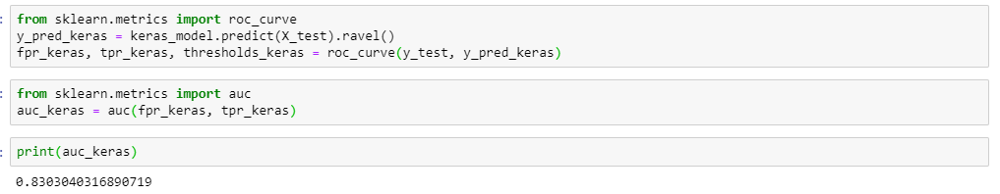 from sklearn.metrics import roc_curve
y_pred_keras = keras_model.predict(X_test).ravel()
fpr_keras, tpr_keras, thresholds_keras = roc_curve(y_test, y_pred_keras)
from sklearn.metrics import auc
auc_keras = auc(fpr_keras, tpr_keras)
print(auc_keras)
0.8303040316890719